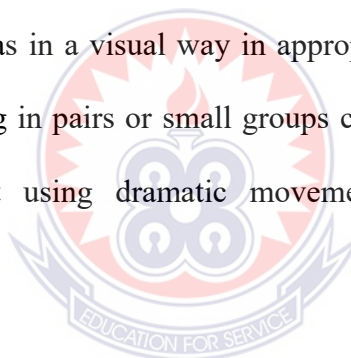 as in a visual way in approp
g in pairs or small groups c
using dramatic moveme
EDUCATION FOR SERVICE